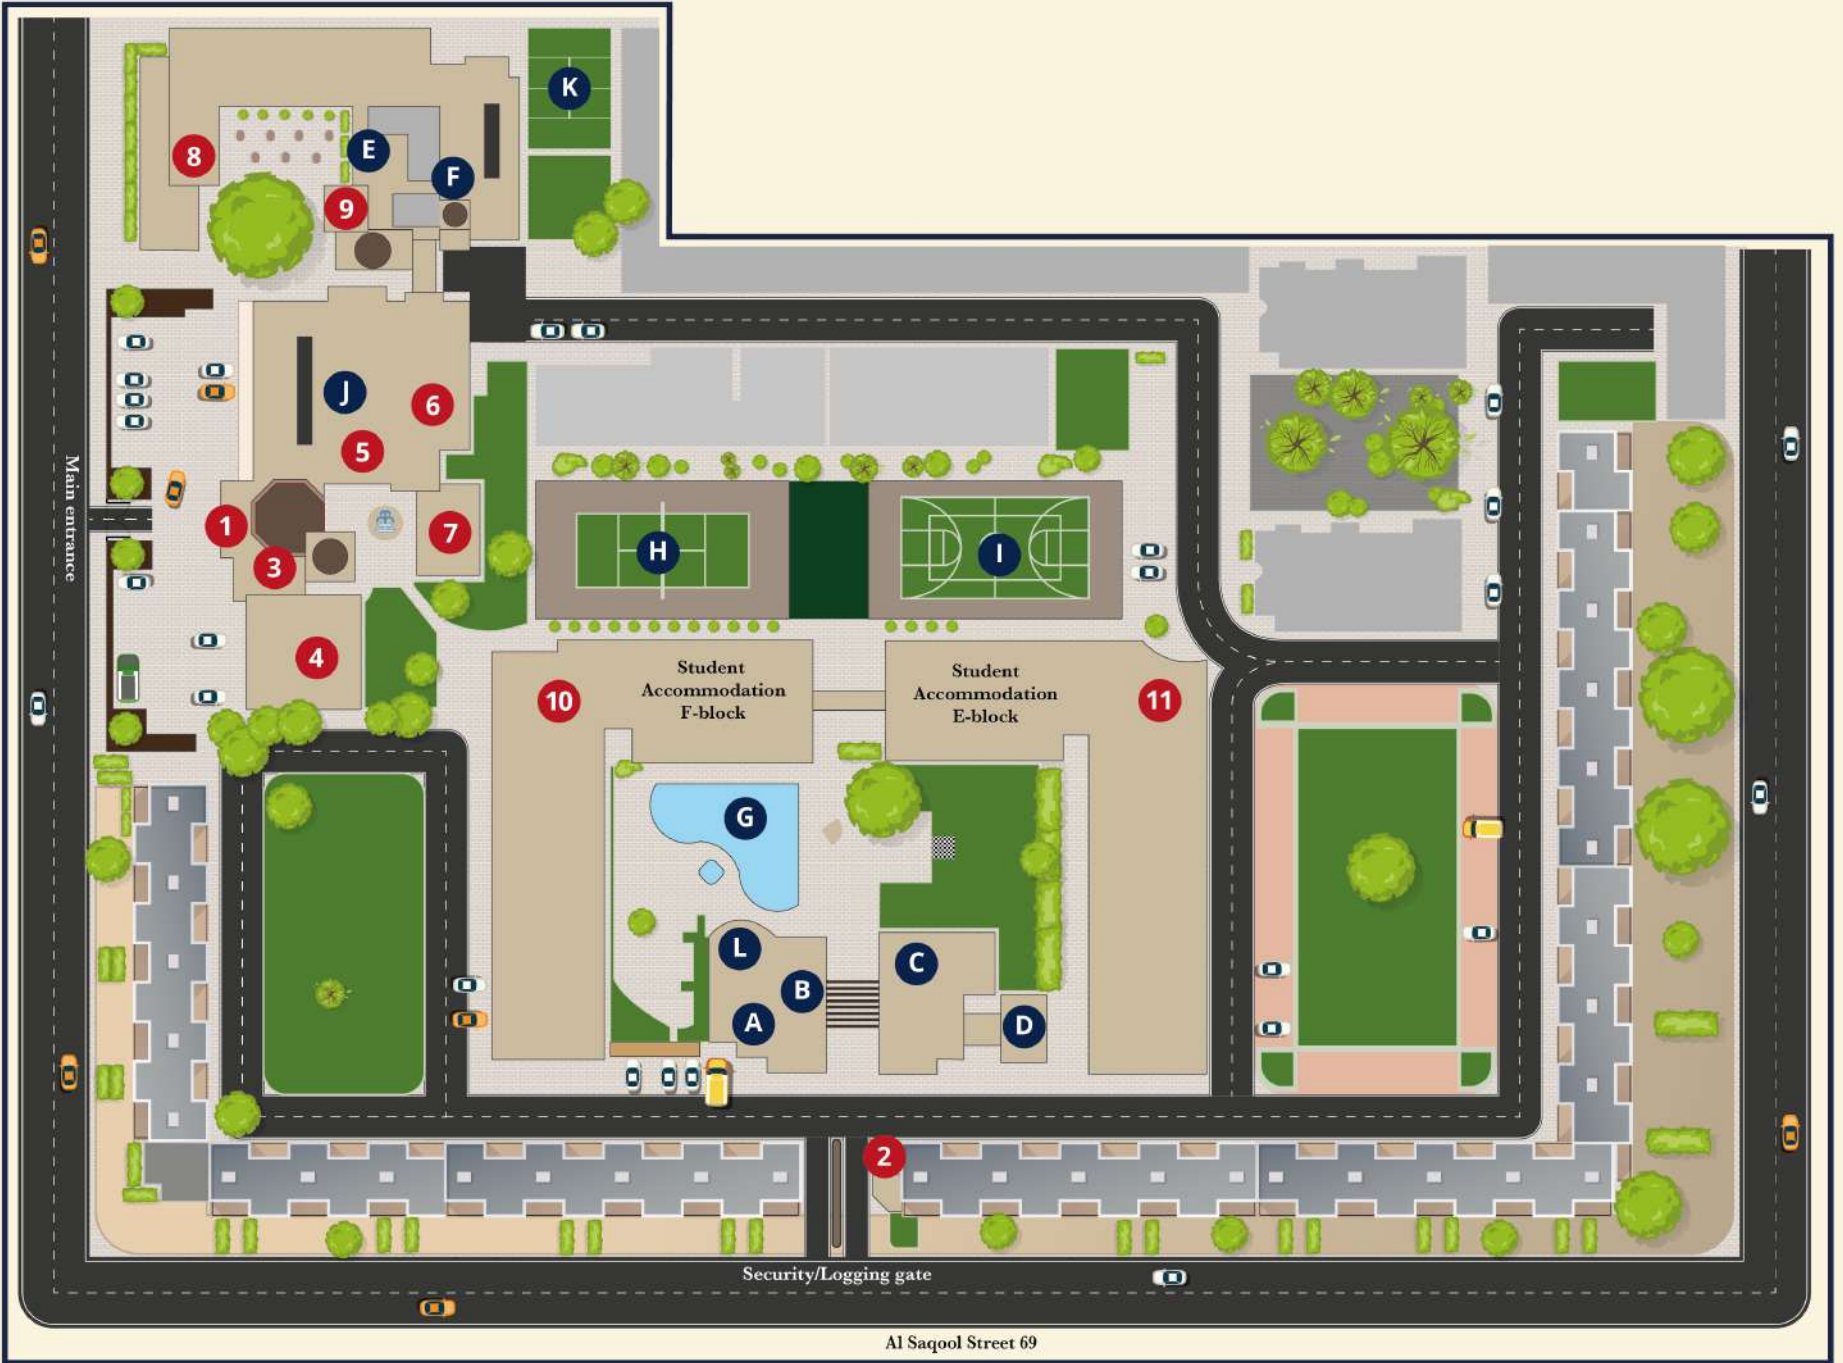 K
8
E
F
9
J
6
5
Main entrance
1
7
3
H
I
4
Student
Accommodation
F-block
Student
Accommodation
E-block
10
11
G
L
C
B
A
D
2
Security/Logging gate
Al Saqool Street 69